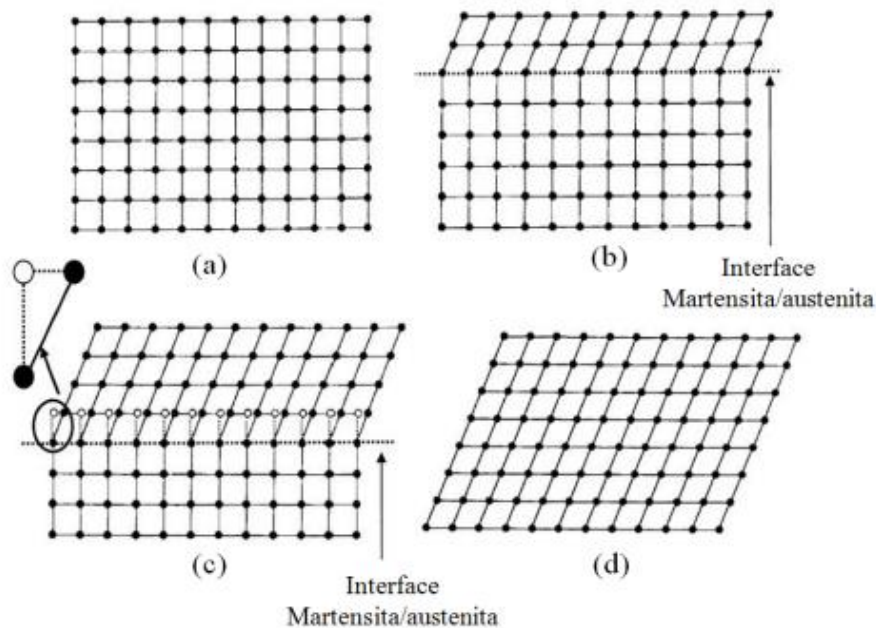 (a)
(b)
Interface
Martensita/austenita
(c)
(d)
Interface
Martensita/austenita